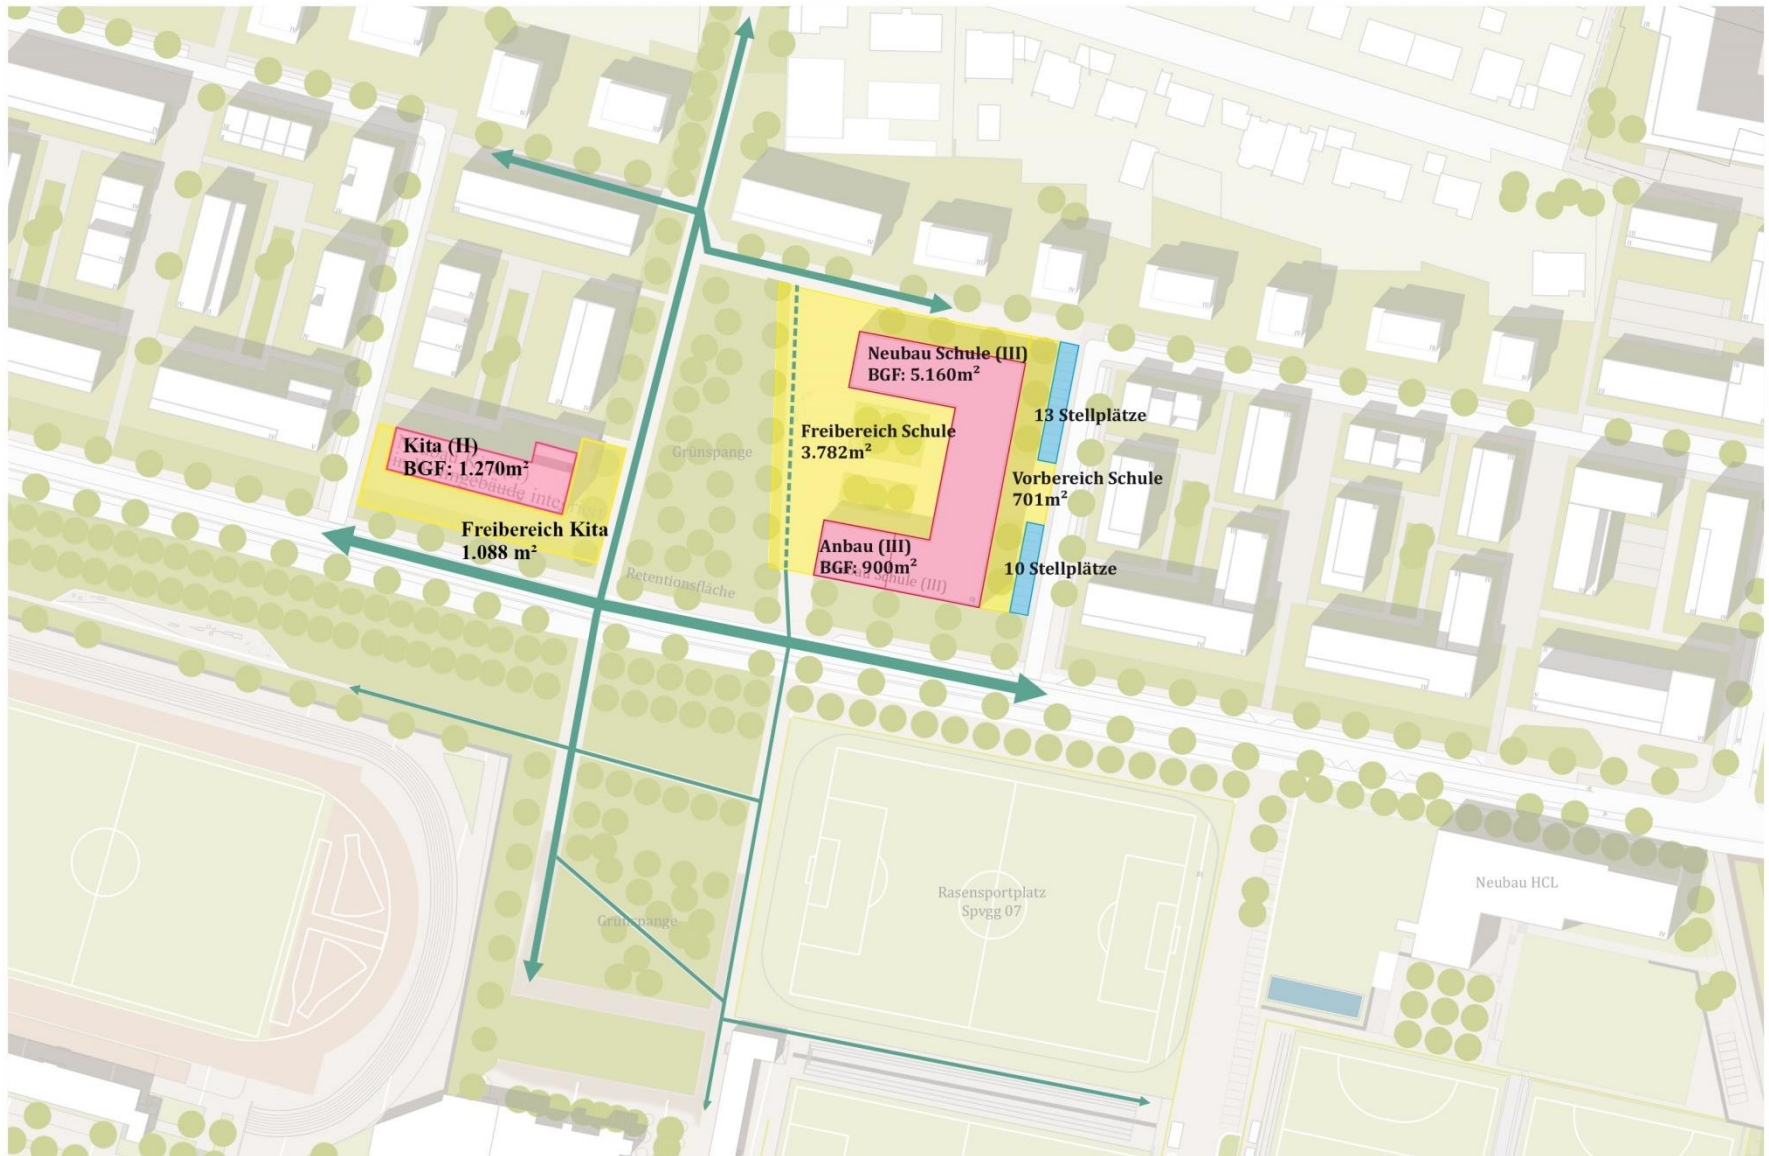 Neubau Schule (III)
BGF: 5.160m²
13 Stellplätze
Freibereich Schule
3.782m²
Grünspange
Kita (II)
BGF: 1.270m²
Vorbereich Schule
701m²
Freibereich Kita
1.088 m²
Anbau (III)
BGF: 900m²
Schule (III)
10 Stellplätze
Retentionsfläche
Grünspange
Rasensportplatz
Spvgg 07
Neubau HCL